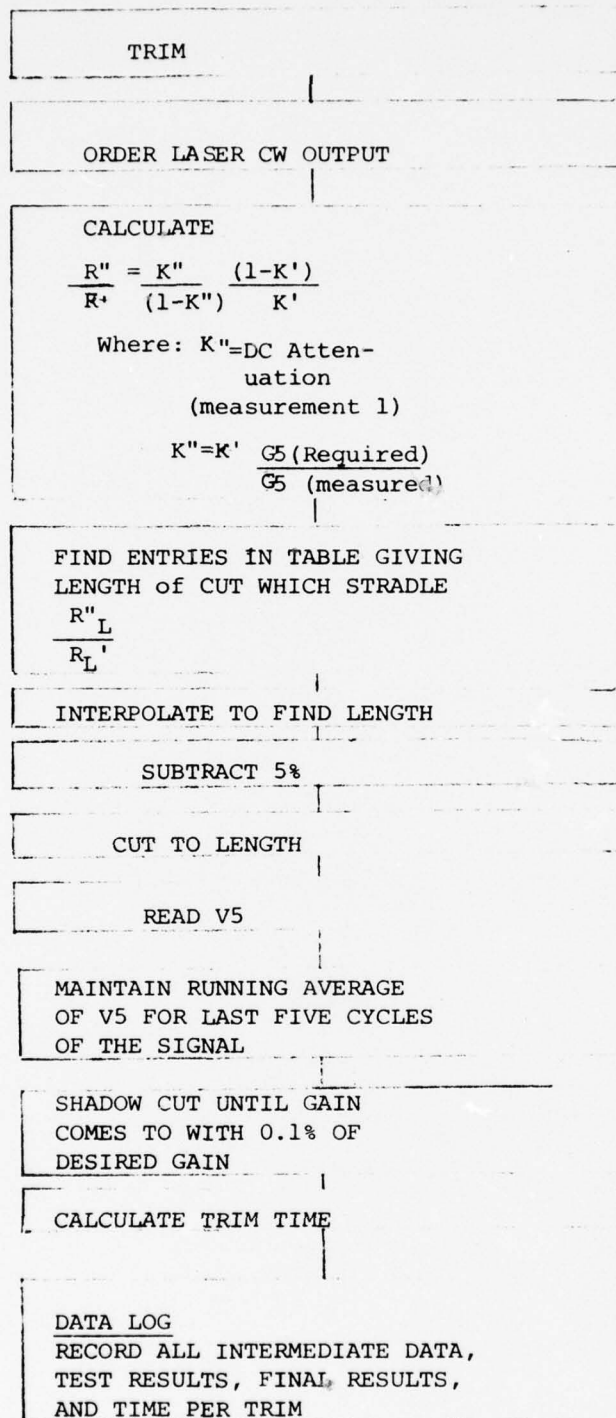 TRIM
ORDER LASER CW OUTPUT
CALCULATE
R" = K" (1-K')
R' (1-K") K'
Where: K"=DC Atten-
uation
(measurement 1)
K"=K' G5(Required)
G5 (measured)
FIND ENTRIES IN TABLE GIVING
LENGTH of CUT WHICH STRADLE
R"L
RL'
INTERPOLATE TO FIND LENGTH
SUBTRACT 5%
CUT TO LENGTH
READ V5
MAINTAIN RUNNING AVERAGE
OF V5 FOR LAST FIVE CYCLES
OF THE SIGNAL
SHADOW CUT UNTIL GAIN
COMES TO WITH 0.1% OF
DESIRED GAIN
CALCULATE TRIM TIME
DATA LOG
RECORD ALL INTERMEDIATE DATA,
TEST RESULTS, FINAL RESULTS,
AND TIME PER TRIM